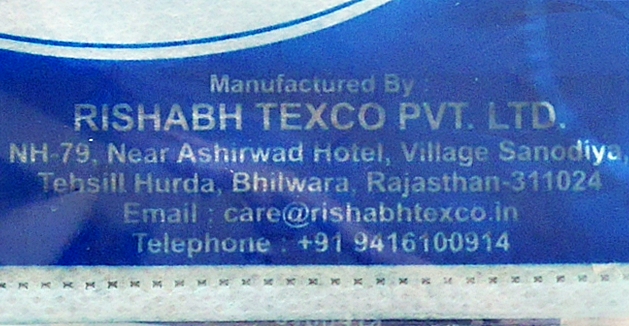 Manufactured By :
RISHABH TEXCO PVT. LTD.
NH-79, Near Ashirwad Hotel, Village Sanodiya,
Tehsill Hurda, Bhilwara, Rajasthan-311024
Email : care@rishabhtexco.in
Telephone : +91 9416100914